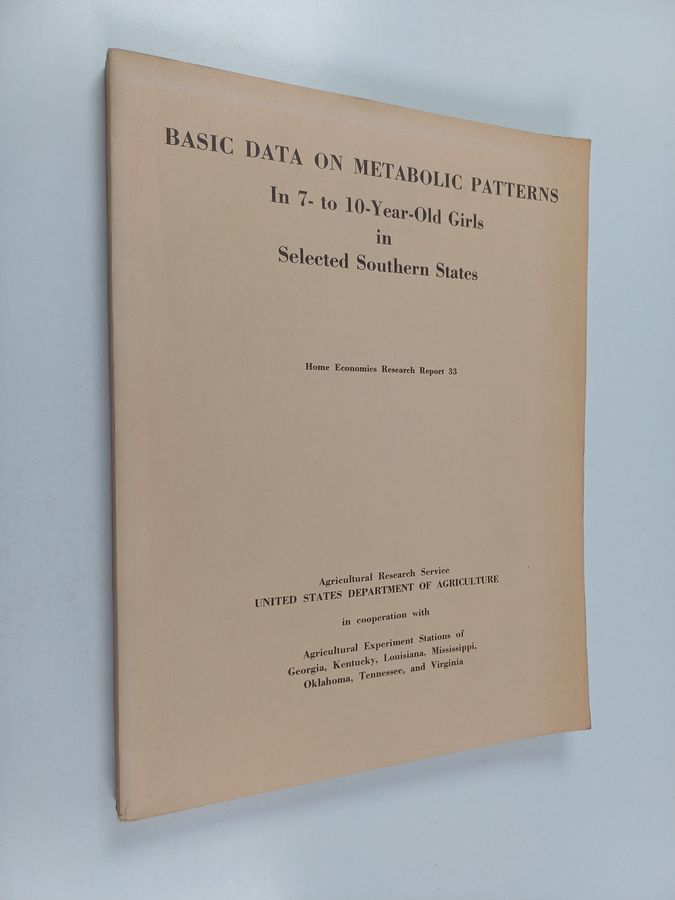 BASIC DATA ON METABOLIC PATTERNS
In 7- to 10-Year-Old Girls
in
Selected Southern States
Home Economics Research Report 33
Agricultural Research Service
UNITED STATES DEPARTMENT OF AGRICULTURE
in cooperation with
Agricultural Experiment Stations of
Georgia, Kentucky, Louisiana, Mississippi,
Oklahoma, Tennessee, and Virginia